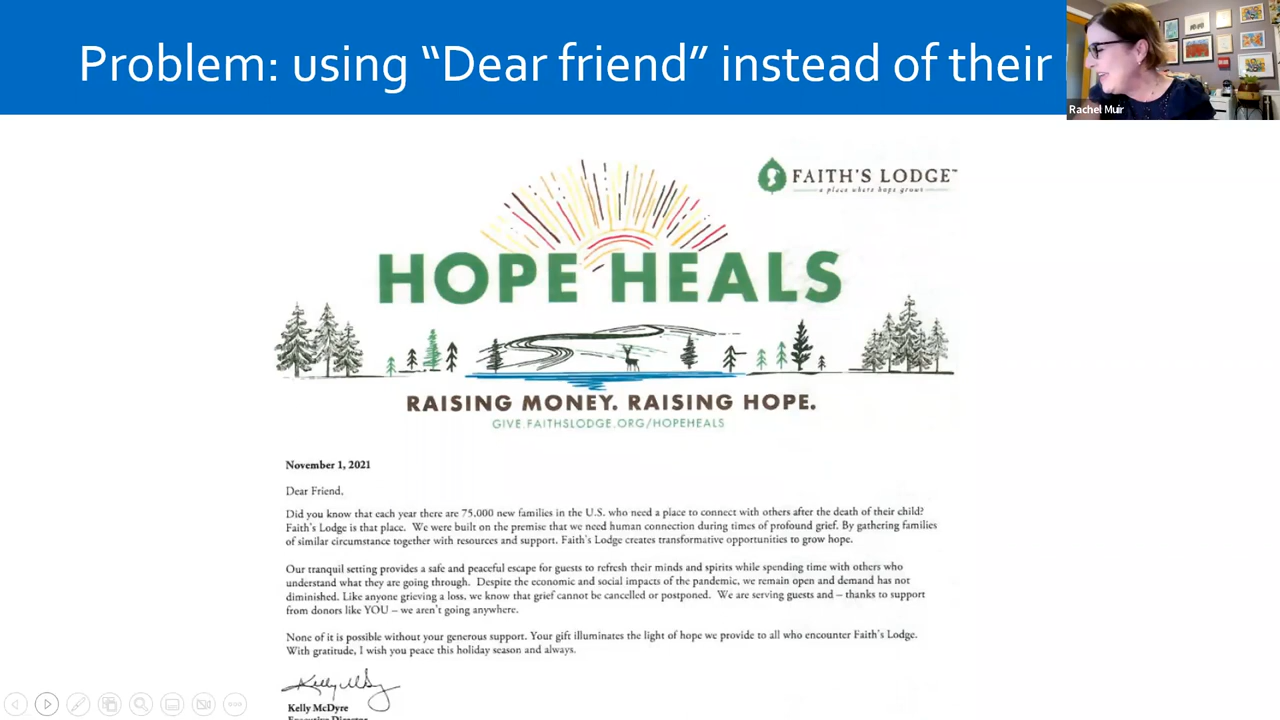 Problem: using “Dear friend” instead of their
Rachel Muir
FAITH'S LODGE™
a place where hope grows
HOPE HEALS
RAISING MONEY. RAISING HOPE.
GIVE.FAITHSLODGE.ORG/HOPEHEALS
November 1, 2021
Dear Friend,
Did you know that each year there are 75,000 new families in the U.S. who need a place to connect with others after the death of their child?
Faith's Lodge is that place. We were built on the premise that we need human connection during times of profound grief. By gathering families
of similar circumstance together with resources and support, Faith's Lodge creates transformative opportunities to grow hope.
Our tranquil setting provides a safe and peaceful escape for guests to refresh their minds and spirits while spending time with others who
understand what they are going through. Despite the economic and social impacts of the pandemic, we remain open and demand has not
diminished. Like anyone grieving a loss, we know that grief cannot be cancelled or postponed. We are serving guests and – thanks to support
from donors like YOU – we aren't going anywhere.
None of it is possible without your generous support. Your gift illuminates the light of hope we provide to all who encounter Faith's Lodge.
With gratitude, I wish you peace this holiday season and always.
Kelly McDyre
Executive Director